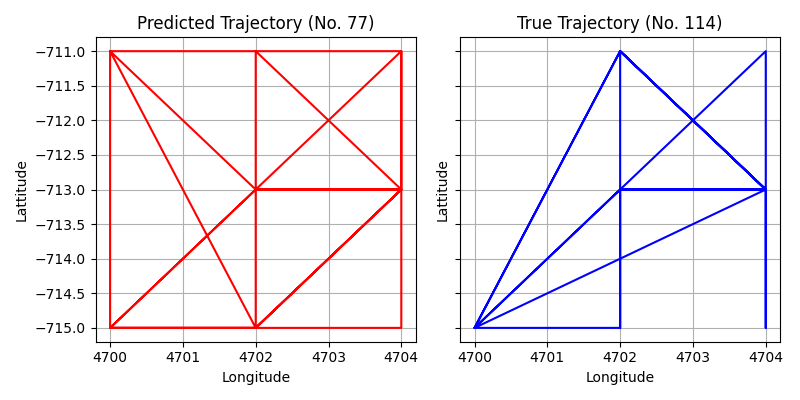 Predicted Trajectory (No. 77)
True Trajectory (No. 114)
−711.0
−711.5
−712.0
−712.5
−713.0
−713.5
−714.0
−714.5
−715.0
Lattitude
Lattitude
4700 4701 4702 4703 4704
4700 4701 4702 4703 4704
Longitude
Longitude